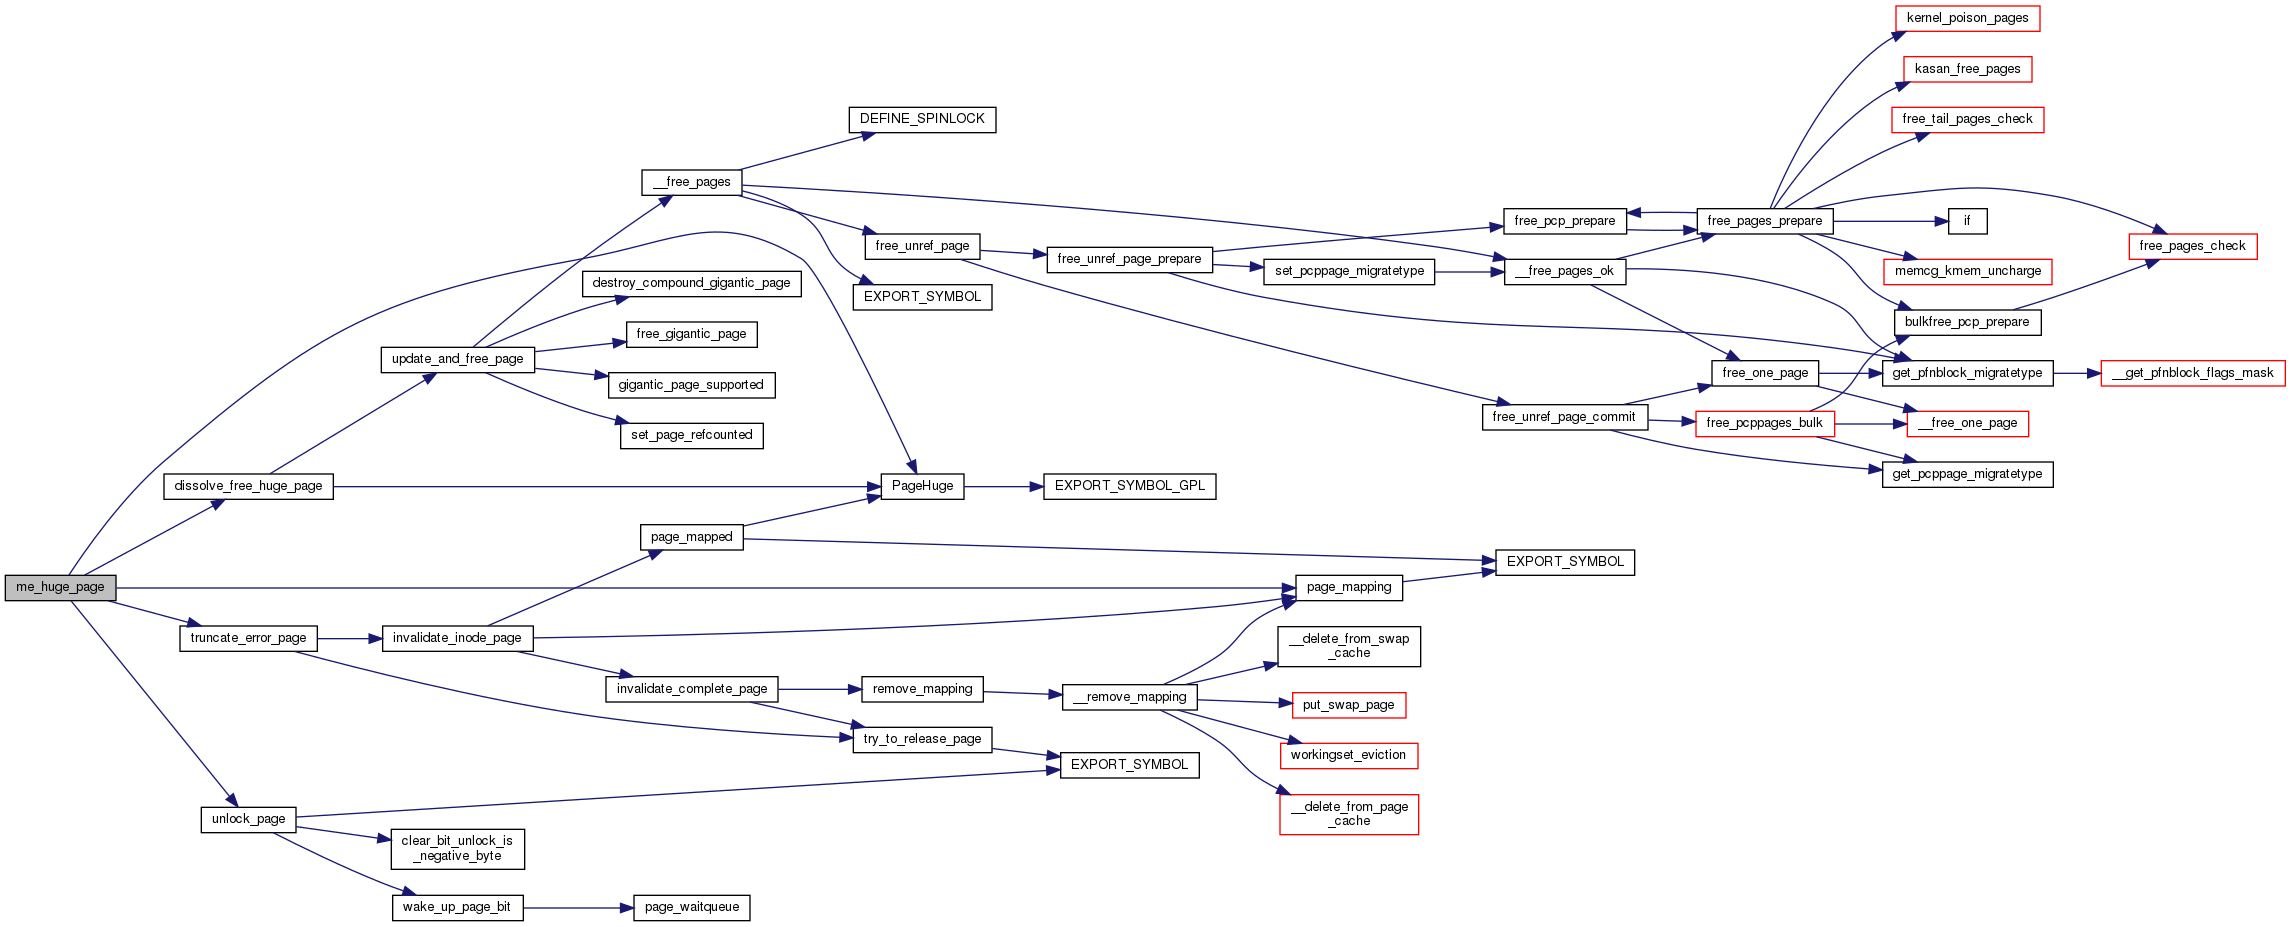 kernel_poison_pages
kasan_free_pages
DEFINE_SPINLOCK
free_tail_pages_check
__free_pages
free_pcp_prepare
free_pages_prepare
if
free_unref_page
free_pages_check
free_unref_page_prepare
set_pcppage_migratetype
__free_pages_ok
memcg_kmem_uncharge
destroy_compound_gigantic_page
EXPORT_SYMBOL
bulkfree_pcp_prepare
free_gigantic_page
update_and_free_page
free_one_page
get_pfnblock_migratetype
__get_pfnblock_flags_mask
gigantic_page_supported
free_unref_page_commit
free_pcppages_bulk
__free_one_page
set_page_refcounted
get_pcppage_migratetype
dissolve_free_huge_page
PageHuge
EXPORT_SYMBOL_GPL
page_mapped
EXPORT_SYMBOL
me_huge_page
page_mapping
truncate_error_page
invalidate_inode_page
__delete_from_swap
_cache
invalidate_complete_page
remove_mapping
__remove_mapping
put_swap_page
try_to_release_page
workingset_eviction
EXPORT_SYMBOL
__delete_from_page
_cache
unlock_page
clear_bit_unlock_is
_negative_byte
wake_up_page_bit
page_waitqueue